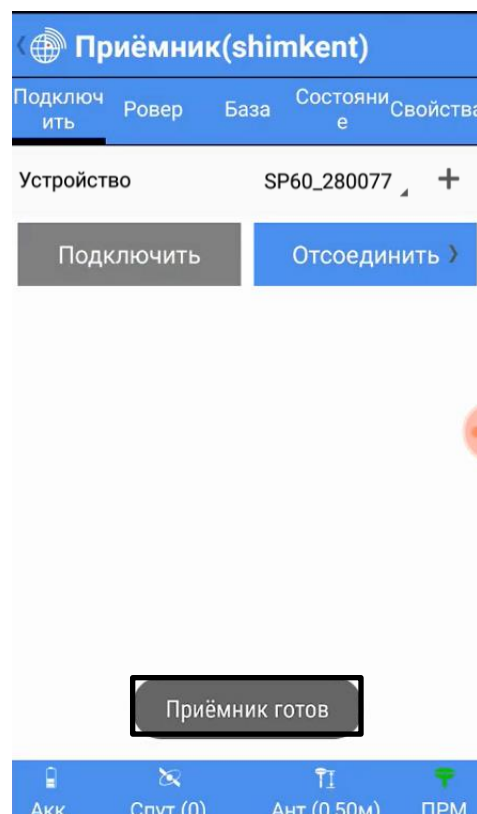 Приёмник(shimkent)
Подключ
ить
Ровер
База
Состояни
е
Свойства
Устройство
SP60_280077
Подключить
Отсоединить
Приёмник готов
Акк
Спут (0)
Ант (0.50м)
ПРМ